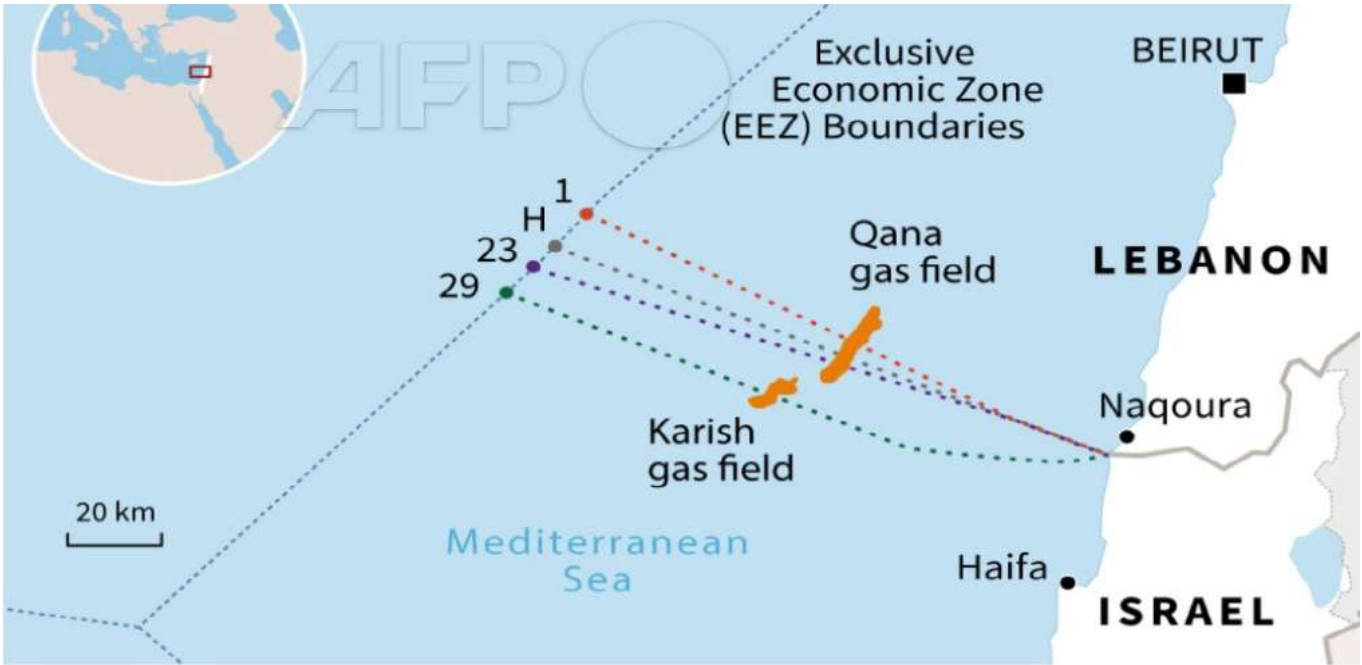 AFP
Exclusive
Economic Zone
(EEZ) Boundaries
BEIRUT
1
H
23
29
Qana
gas field
LEBANON
Karish
gas field
Naqoura
20 km
Mediterranean
Sea
Haifa
ISRAEL